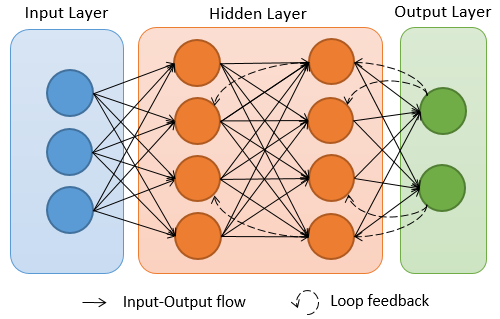 Input Layer
Hidden Layer
Output Layer
Input-Output flow
Loop feedback